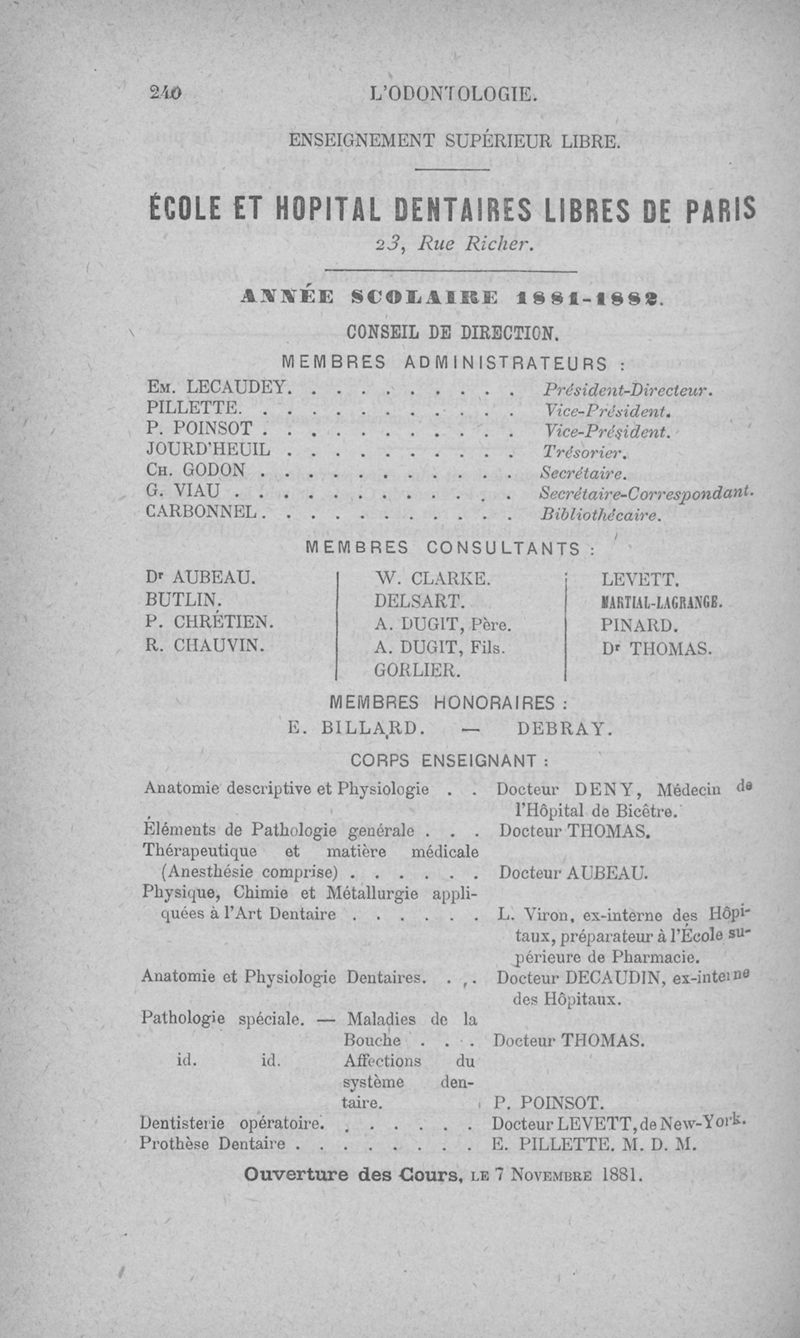 240 L'ODONTOLOGIE.
ENSEIGNEMENT SUPÉRIEUR LIBRE.
ÉCOLE ET HOPITAL DENTAIRES LIBRES DE PARIS
23, Rue Richer.
ANNÉE SCOLAIRE 1881-1882.
CONSEIL DE DIRECTION.
MEMBRES ADMINISTRATEURS :
EM. LECAUDEY. . . . . . . . . . Président-Directeur.
PILLETTE. . . . . . . . . . . . Vice-Président.
P. POINSOT . . . . . . . . . . . Vice-Président.
JOURD'HEUIL . . . . . . . . . . Trésorier.
CH. GODON . . . . . . . . . . . Secrétaire.
G. VIAU . . . . . . . . . . . . Secrétaire-Correspondant.
CARBONNEL. . . . . . . . . . . Bibliothécaire.
MEMBRES CONSULTANTS :
Dr AUBEAU.
BUTLIN.
P. CHRÉTIEN.
R. CHAUVIN.
W. CLARKE.
DELSART.
A. DUGIT, Père.
A. DUGIT, Fils.
GORLIER.
LEVETT.
MARTIAL-LAGRANGE.
PINARD.
Dr THOMAS.
MEMBRES HONORAIRES :
E. BILLARD. — DEBRAY.
CORPS ENSEIGNANT :
Anatomie descriptive et Physiologie . . Docteur DENY, Médecin de
l'Hôpital de Bicêtre.
Éléments de Pathologie genérale . . . Docteur THOMAS.
Thérapeutique et matière médicale
(Anesthésie comprise) . . . . . . Docteur AUBEAU.
Physique, Chimie et Métallurgie appli-
quées à l'Art Dentaire . . . . . . L. Viron, ex-interne des Hôpi-
taux, préparateur à l'École su-
périeure de Pharmacie.
Anatomie et Physiologie Dentaires. . . . Docteur DECAUDIN, ex-interne
des Hôpitaux.
Pathologie spéciale. — Maladies de la
Bouche . . . Docteur THOMAS.
id. id. Affections du
système den-
taire. P. POINSOT.
Dentisterie opératoire. . . . . . . Docteur LEVETT, de New-York.
Prothèse Dentaire . . . . . . . . E. PILLETTE. M. D. M.
Ouverture des Cours, LE 7 NOVEMBRE 1881.